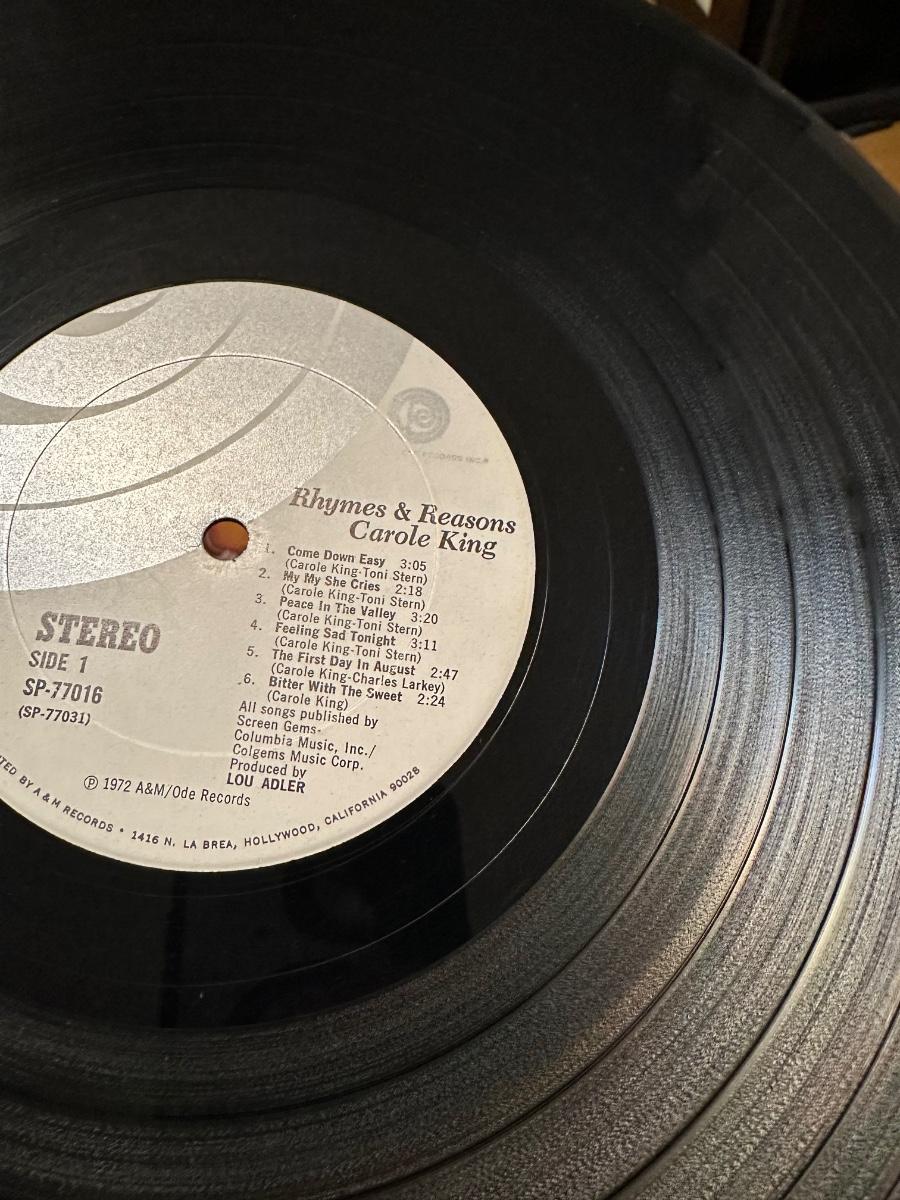 RECORDS INC.
Rhymes & Reasons
Carole King
1. Come Down Easy 3:05
(Carole King-Toni Stern)
2. My My She Cries 2:18
(Carole King-Toni Stern)
3. Peace In The Valley 3:20
(Carole King-Toni Stern)
4. Feeling Sad Tonight 3:11
(Carole King-Toni Stern)
5. The First Day In August 2:47
(Carole King-Charles Larkey)
6. Bitter With The Sweet 2:24
(Carole King)
All songs published by
Screen Gems-
Columbia Music, Inc./
Colgems Music Corp.
Produced by
LOU ADLER
STEREO
SIDE 1
SP-77016
(SP-77031)
℗ 1972 A&M/Ode Records
BY A & M RECORDS • 1416 N. LA BREA, HOLLYWOOD, CALIFORNIA 90028